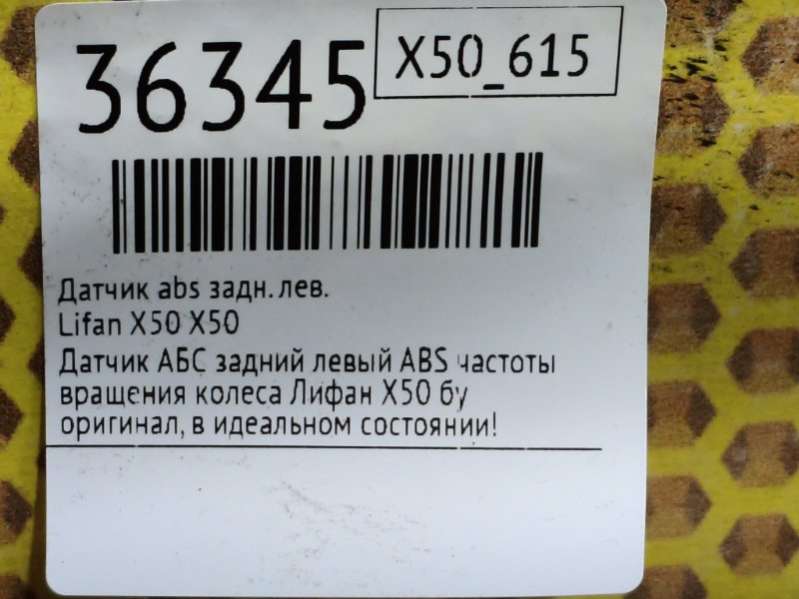 36345
X50_615
Датчик abs задн. лев.
Lifan X50 X50
Датчик АБС задний левый ABS частоты
вращения колеса Лифан X50 бу
оригинал, в идеальном состоянии!